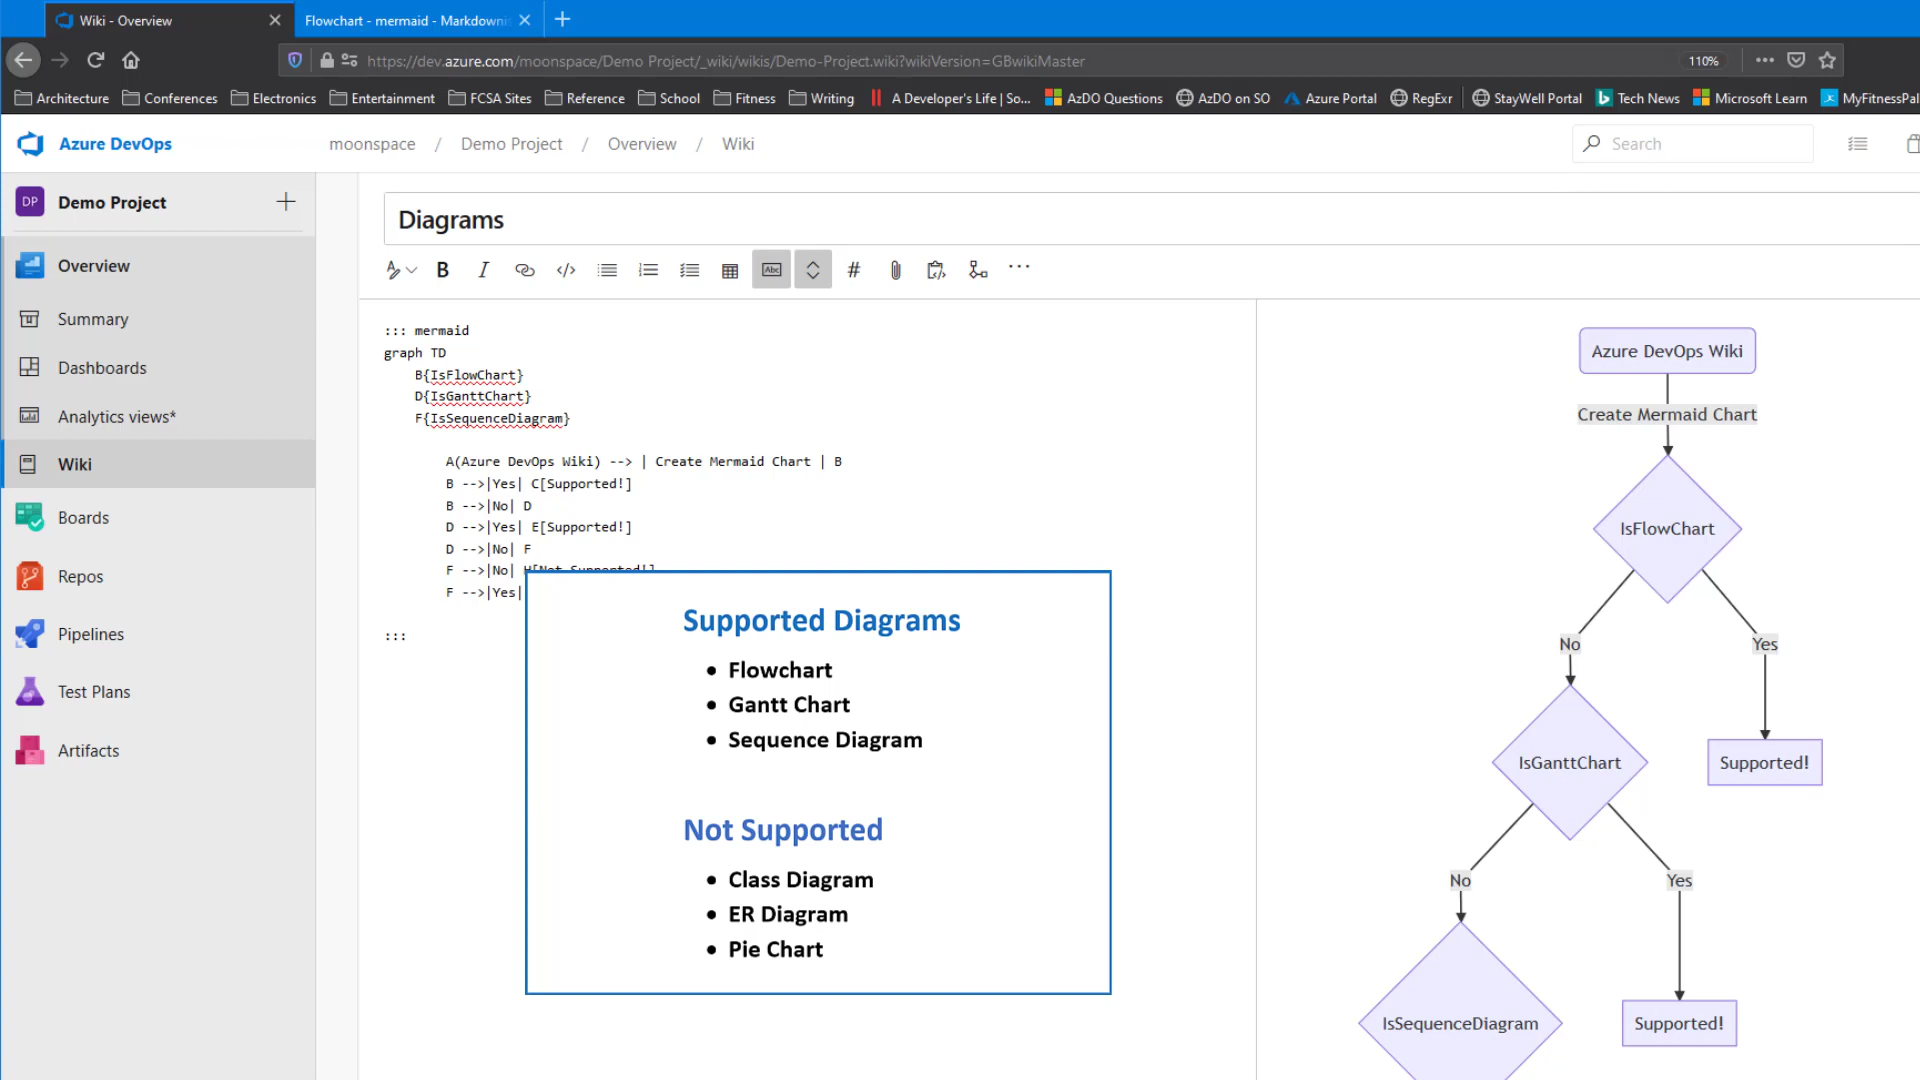 Wiki - Overview
Flowchart - mermaid - Markdowni
https://dev.azure.com/moonspace/Demo Project/_wiki/wikis/Demo-Project.wiki?wikiVersion=GBwikiMaster
110%
Architecture
Conferences
Electronics
Entertainment
FCSA Sites
Reference
School
Fitness
Writing
A Developer's Life | So...
AzDO Questions
AzDO on SO
Azure Portal
RegExr
StayWell Portal
Tech News
Microsoft Learn
MyFitnessPal
Azure DevOps
moonspace / Demo Project / Overview / Wiki
Search
DP Demo Project
Overview
Summary
Dashboards
Analytics views*
Wiki
Boards
Repos
Pipelines
Test Plans
Artifacts
Diagrams
B I </> Abc # ...
::: mermaid
graph TD
B{IsFlowChart}
D{IsGanttChart}
F{IsSequenceDiagram}
A(Azure DevOps Wiki) --> | Create Mermaid Chart | B
B -->|Yes| C[Supported!]
B -->|No| D
D -->|Yes| E[Supported!]
D -->|No| F
F -->|No| H[Not Supported!]
F -->|Yes|
:::
Supported Diagrams
• Flowchart
• Gantt Chart
• Sequence Diagram
Not Supported
• Class Diagram
• ER Diagram
• Pie Chart
Azure DevOps Wiki
Create Mermaid Chart
IsFlowChart
No
Yes
IsGanttChart
Supported!
No
Yes
IsSequenceDiagram
Supported!